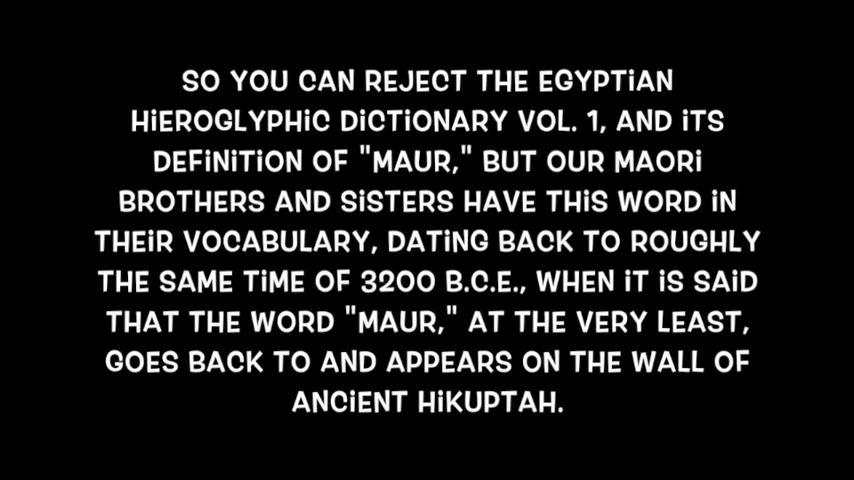 SO YOU CAN REJECT THE EGYPTiAN
HiEROGLYPHiC DiCTiONARY VOL. 1, AND iTS
DEFiNiTiON OF "MAUR," BUT OUR MAORi
BROTHERS AND SiSTERS HAVE THiS WORD iN
THEiR VOCABULARY, DATiNG BACK TO ROUGHLY
THE SAME TiME OF 3200 B.C.E., WHEN iT iS SAiD
THAT THE WORD "MAUR," AT THE VERY LEAST,
GOES BACK TO AND APPEARS ON THE WALL OF
ANCiENT HiKUPTAH.